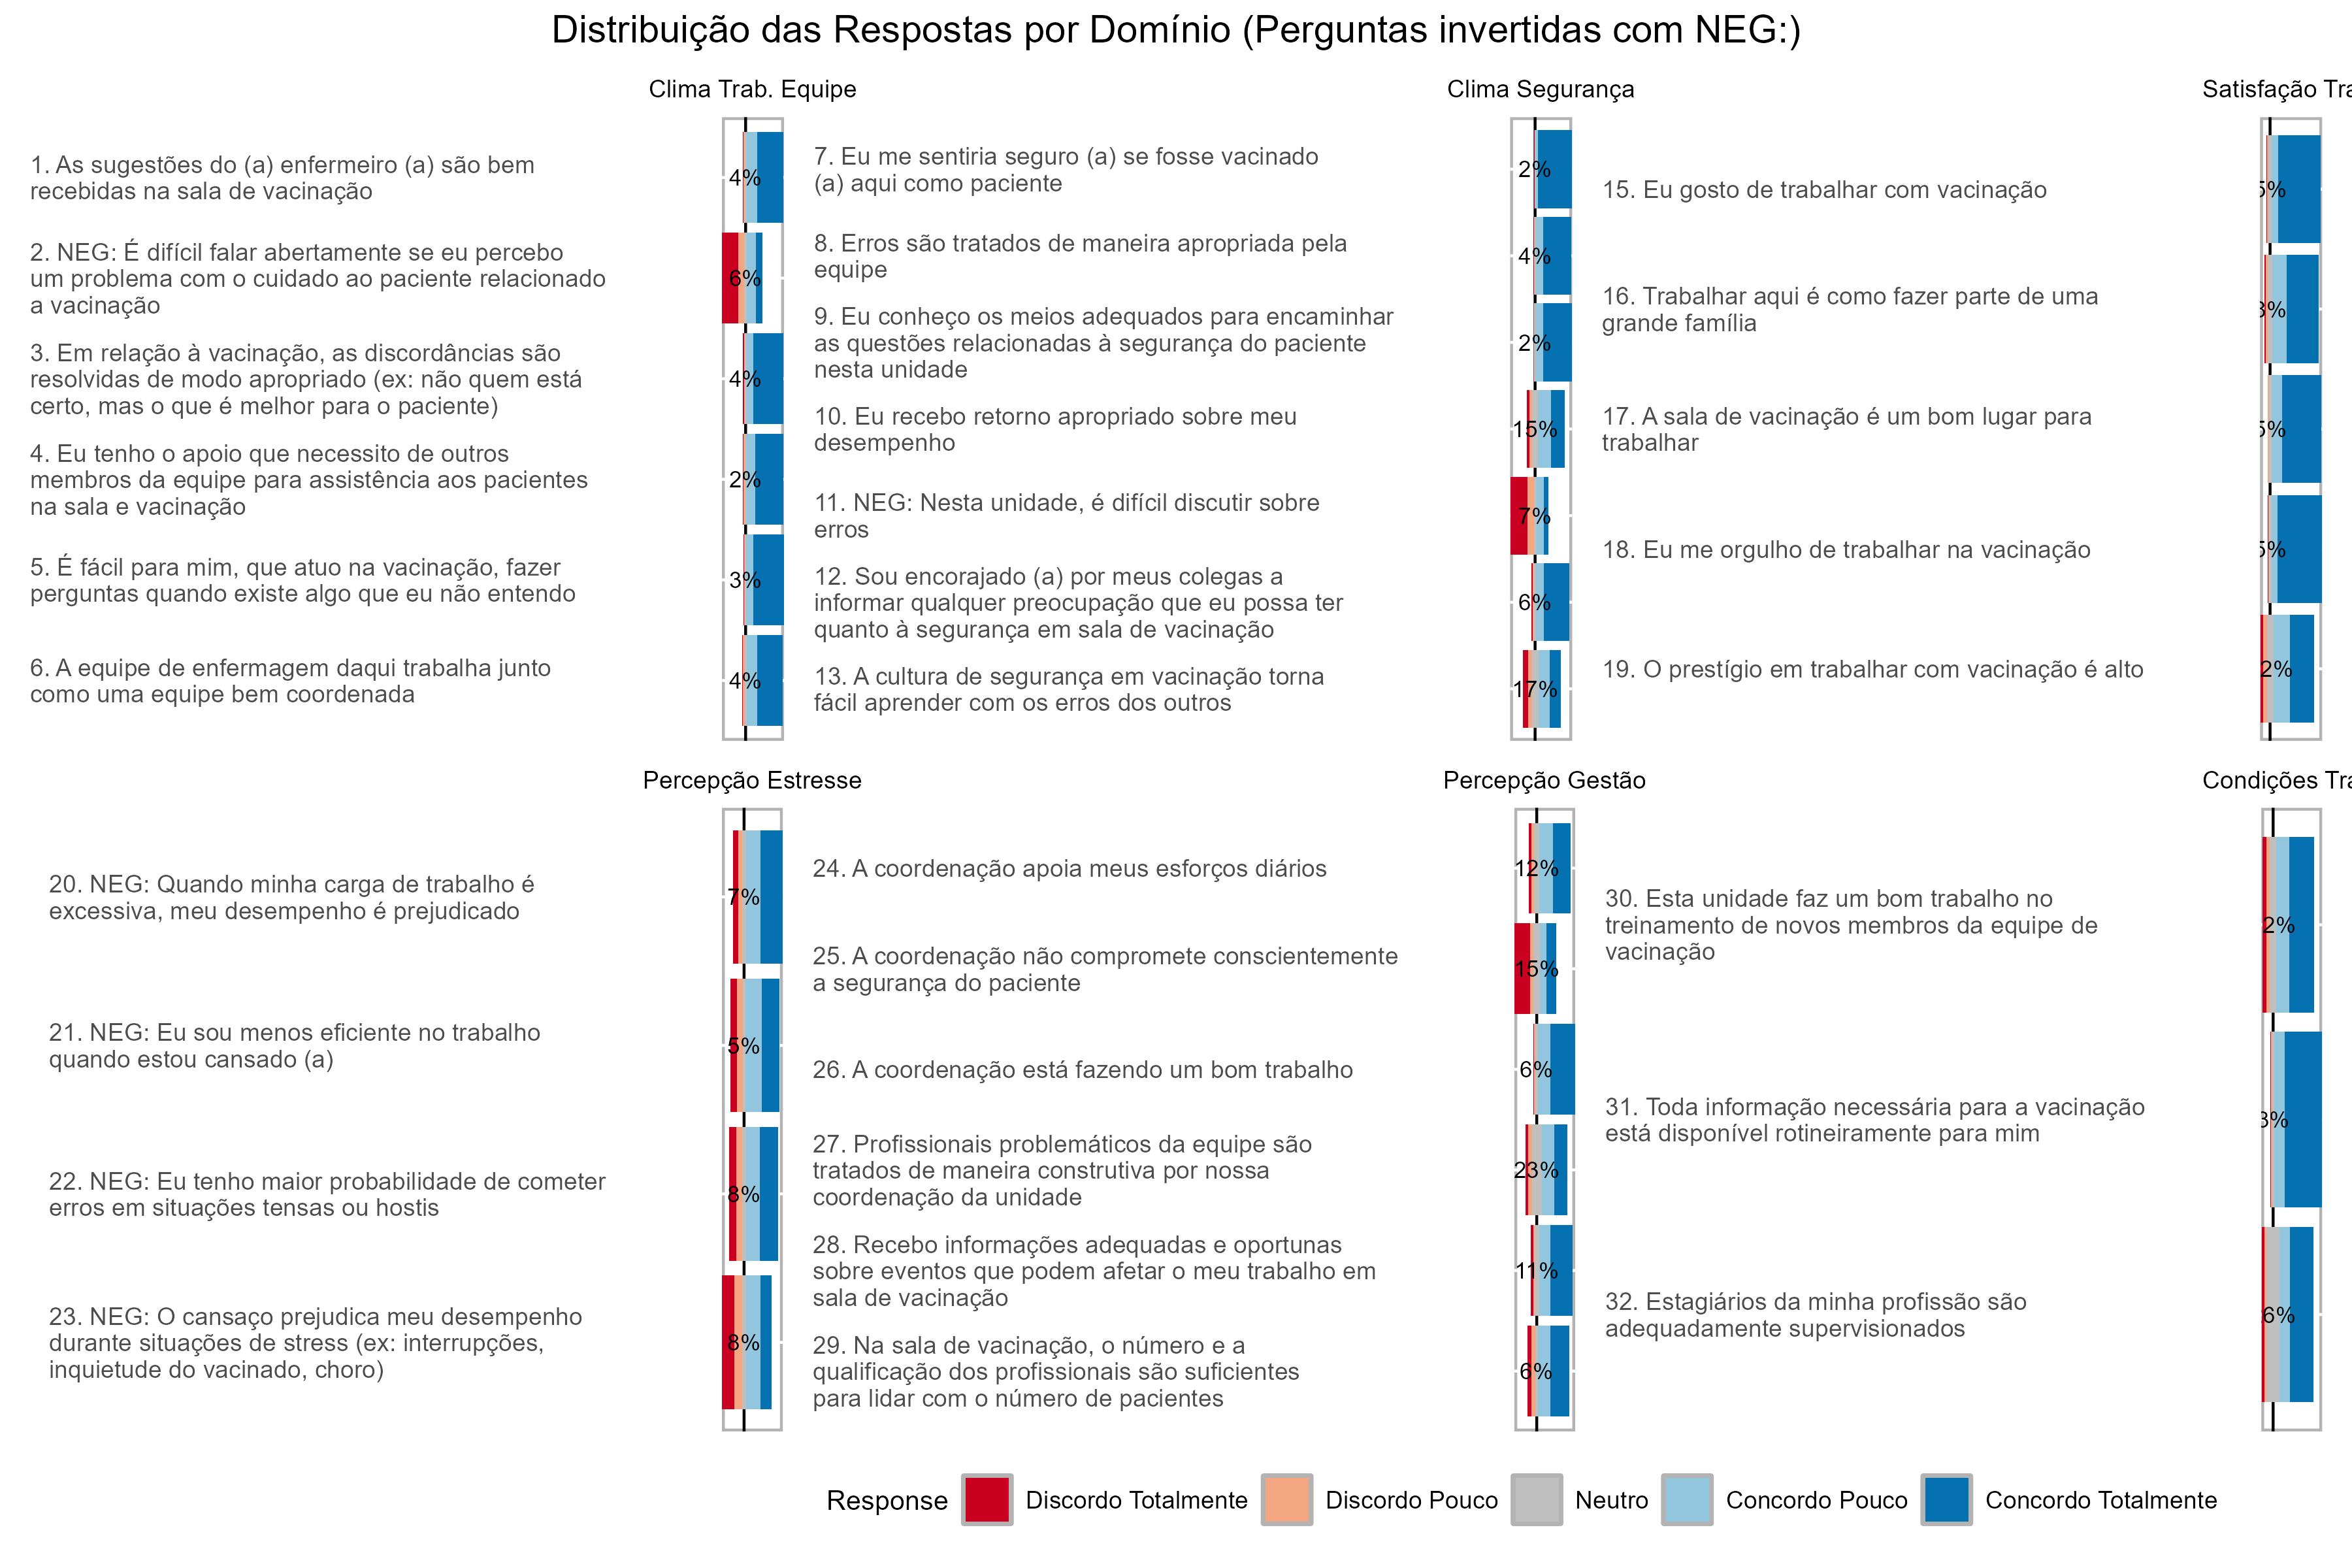 Distribuição das Respostas por Domínio (Perguntas invertidas com NEG:)
Clima Trab. Equipe
1. As sugestões do (a) enfermeiro (a) são bem
recebidas na sala de vacinação
4%
2. NEG: É difícil falar abertamente se eu percebo
um problema com o cuidado ao paciente relacionado
a vacinação
6%
3. Em relação à vacinação, as discordâncias são
resolvidas de modo apropriado (ex: não quem está
certo, mas o que é melhor para o paciente)
4%
4. Eu tenho o apoio que necessito de outros
membros da equipe para assistência aos pacientes
na sala e vacinação
2%
5. É fácil para mim, que atuo na vacinação, fazer
perguntas quando existe algo que eu não entendo
3%
6. A equipe de enfermagem daqui trabalha junto
como uma equipe bem coordenada
4%
Clima Segurança
7. Eu me sentiria seguro (a) se fosse vacinado
(a) aqui como paciente
2%
8. Erros são tratados de maneira apropriada pela
equipe
4%
9. Eu conheço os meios adequados para encaminhar
as questões relacionadas à segurança do paciente
nesta unidade
2%
10. Eu recebo retorno apropriado sobre meu
desempenho
15%
11. NEG: Nesta unidade, é difícil discutir sobre
erros
7%
12. Sou encorajado (a) por meus colegas a
informar qualquer preocupação que eu possa ter
quanto à segurança em sala de vacinação
6%
13. A cultura de segurança em vacinação torna
fácil aprender com os erros dos outros
17%
Satisfação Tra
15. Eu gosto de trabalhar com vacinação
5%
16. Trabalhar aqui é como fazer parte de uma
grande família
%
17. A sala de vacinação é um bom lugar para
trabalhar
5%
18. Eu me orgulho de trabalhar na vacinação
5%
19. O prestígio em trabalhar com vacinação é alto
2%
Percepção Estresse
20. NEG: Quando minha carga de trabalho é
excessiva, meu desempenho é prejudicado
7%
21. NEG: Eu sou menos eficiente no trabalho
quando estou cansado (a)
5%
22. NEG: Eu tenho maior probabilidade de cometer
erros em situações tensas ou hostis
8%
23. NEG: O cansaço prejudica meu desempenho
durante situações de stress (ex: interrupções,
inquietude do vacinado, choro)
8%
Percepção Gestão
24. A coordenação apoia meus esforços diários
12%
25. A coordenação não compromete conscientemente
a segurança do paciente
15%
26. A coordenação está fazendo um bom trabalho
6%
27. Profissionais problemáticos da equipe são
tratados de maneira construtiva por nossa
coordenação da unidade
23%
28. Recebo informações adequadas e oportunas
sobre eventos que podem afetar o meu trabalho em
sala de vacinação
11%
29. Na sala de vacinação, o número e a
qualificação dos profissionais são suficientes
para lidar com o número de pacientes
6%
Condições Tra
30. Esta unidade faz um bom trabalho no
treinamento de novos membros da equipe de
vacinação
2%
31. Toda informação necessária para a vacinação
está disponível rotineiramente para mim
%
32. Estagiários da minha profissão são
adequadamente supervisionados
6%
Response
Discordo Totalmente
Discordo Pouco
Neutro
Concordo Pouco
Concordo Totalmente